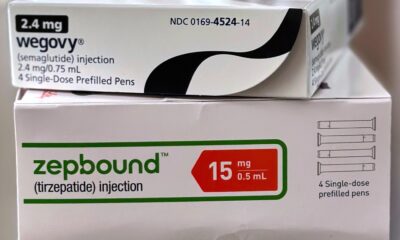 2.4 mg
NDC 0169-4524-14
wegovy®
(semaglutide) injection
2.4 mg/0.75 mL
4 Single-Dose Prefilled Pens
zepbound™
(tirzepatide) injection
15 mg
0.5 mL
4 Single-dose
prefilled pens